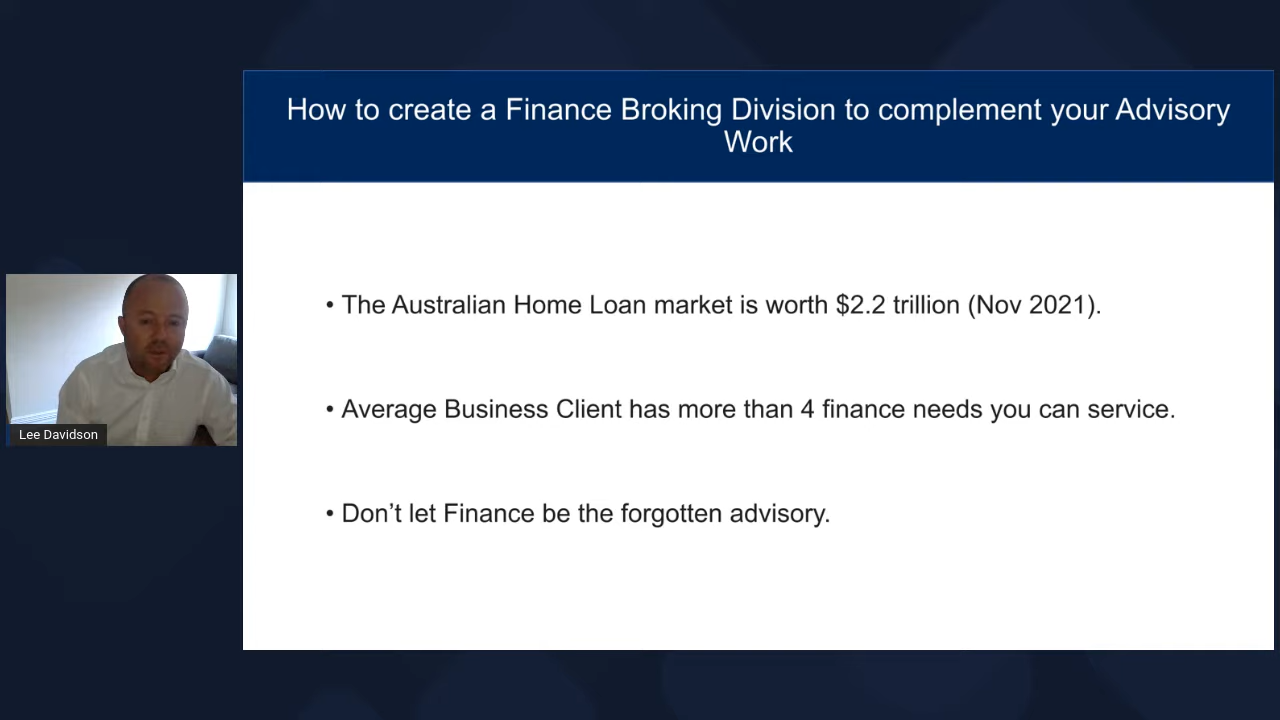 How to create a Finance Broking Division to complement your Advisory
Work
• The Australian Home Loan market is worth $2.2 trillion (Nov 2021).
• Average Business Client has more than 4 finance needs you can service.
• Don’t let Finance be the forgotten advisory.
Lee Davidson